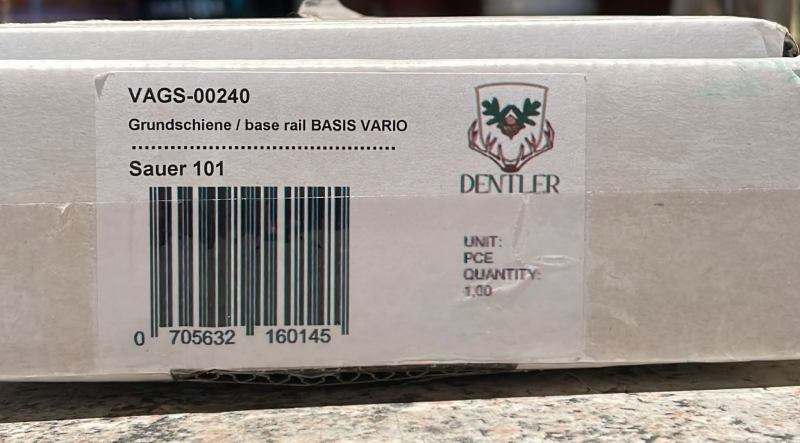 VAGS-00240
Grundschiene / base rail BASIS VARIO
Sauer 101
0 705632 160145
DENTLER
UNIT:
PCE
QUANTITY:
1,00